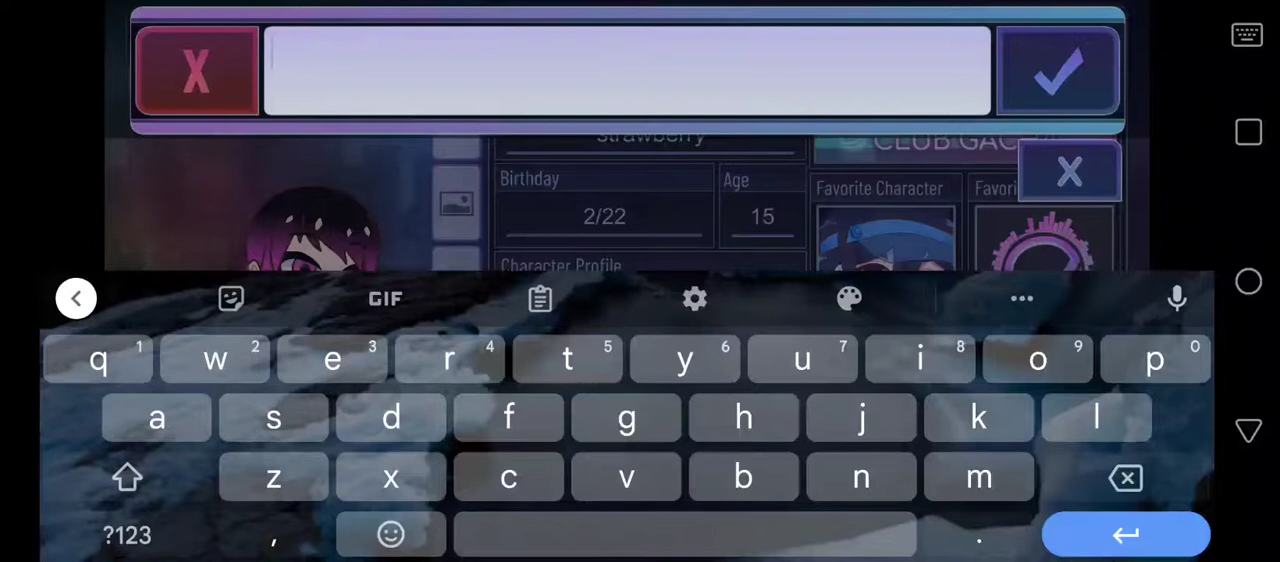 X
strawberry
CLUB GAC
X
Birthday
Age
Favorite Character
Favori
2/22
15
Character Profile
GIF
q 1 w 2 e 3 r 4 t 5 y 6 u 7 i 8 o 9 p 0
a s d f g h j k l
z x c v b n m
?123 , .